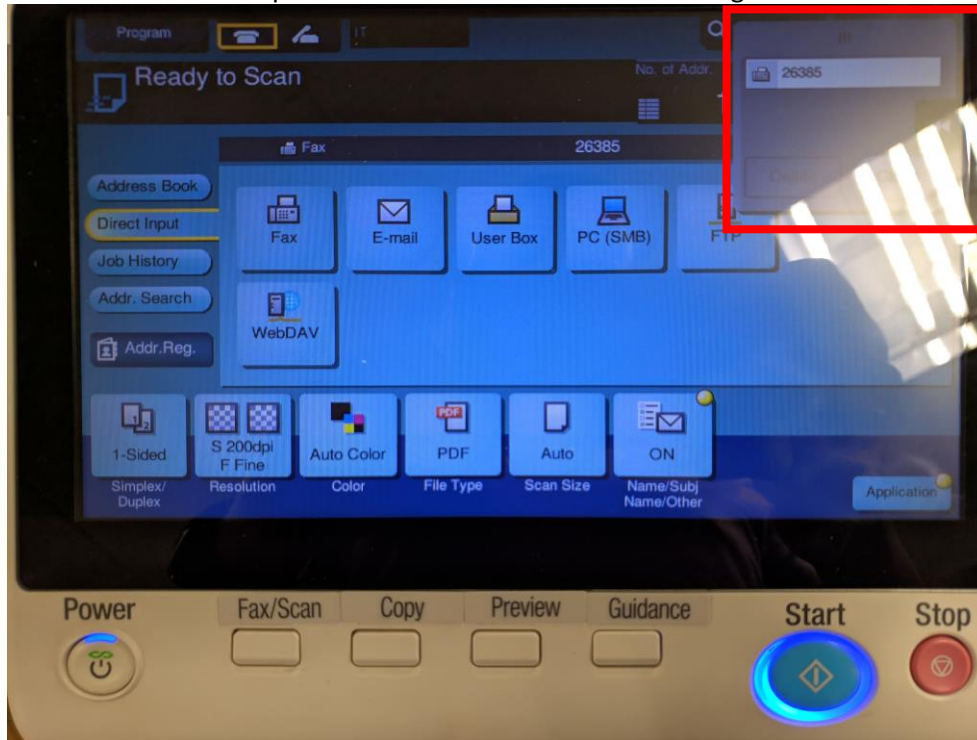 Program
IT
Ready to Scan
No. of Addr.
26385
Fax
26385
Address Book
Direct Input
Job History
Addr. Search
Addr.Reg.
Fax
E-mail
User Box
PC (SMB)
FTP
WebDAV
PDF
1-Sided
S 200dpi
F Fine
Auto Color
PDF
Auto
ON
Simplex/
Duplex
Resolution
Color
File Type
Scan Size
Name/Subj
Name/Other
Application
Power
Fax/Scan
Copy
Preview
Guidance
Start
Stop